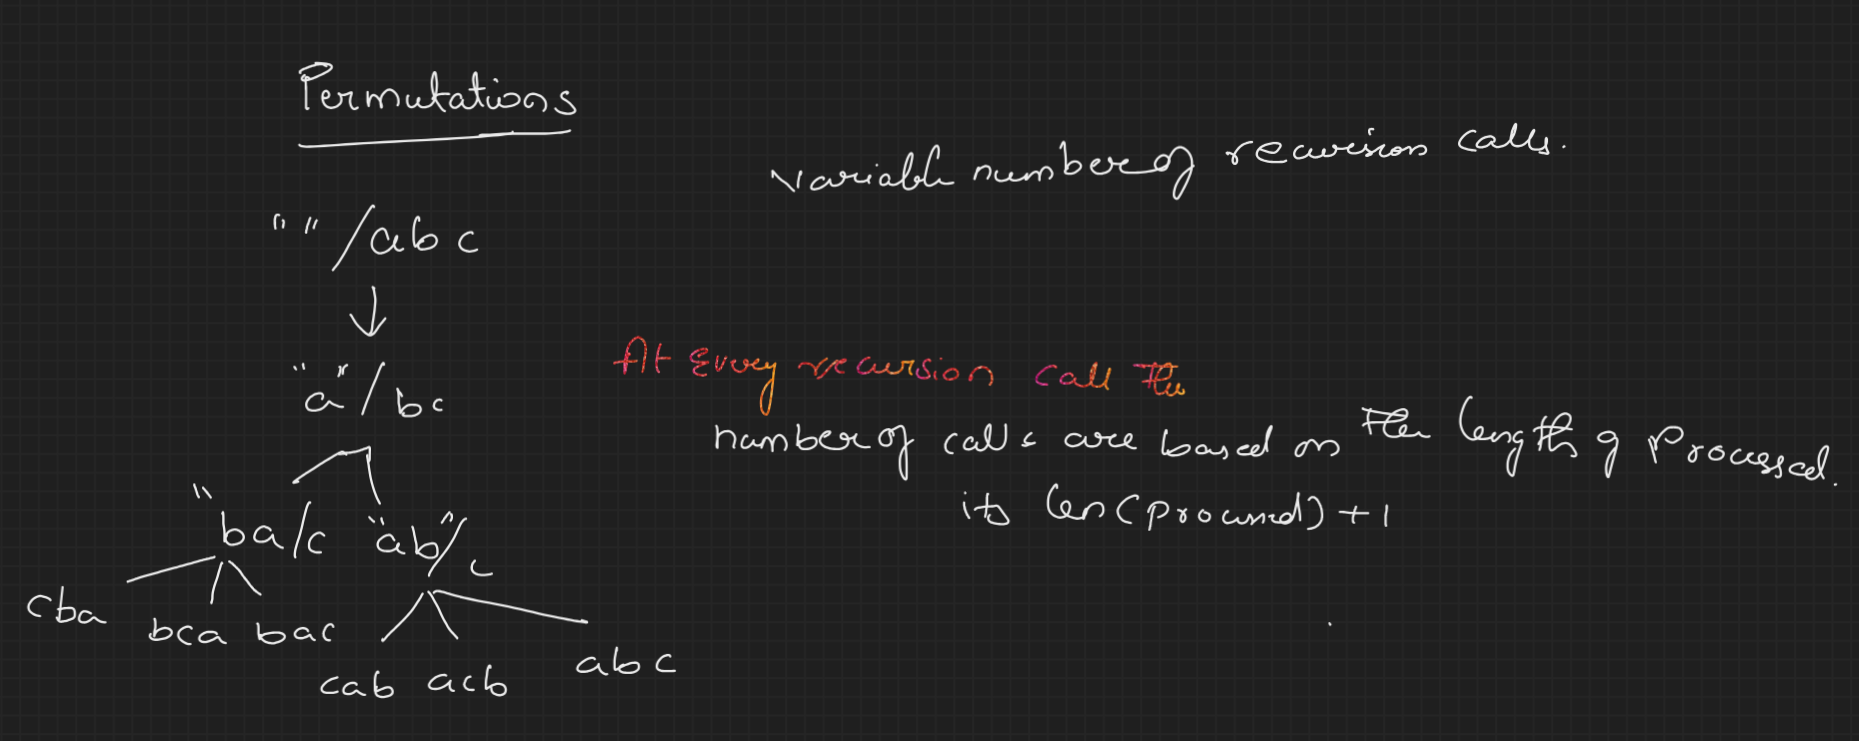 Permutations
variable number of recursion calls.
" " / abc
"a" / bc
At Every recursion call the
number of calls are based on the length of Processed.
its len(processed) + 1
" ba/c "ab"/c
cba bca bac
cab acb abc